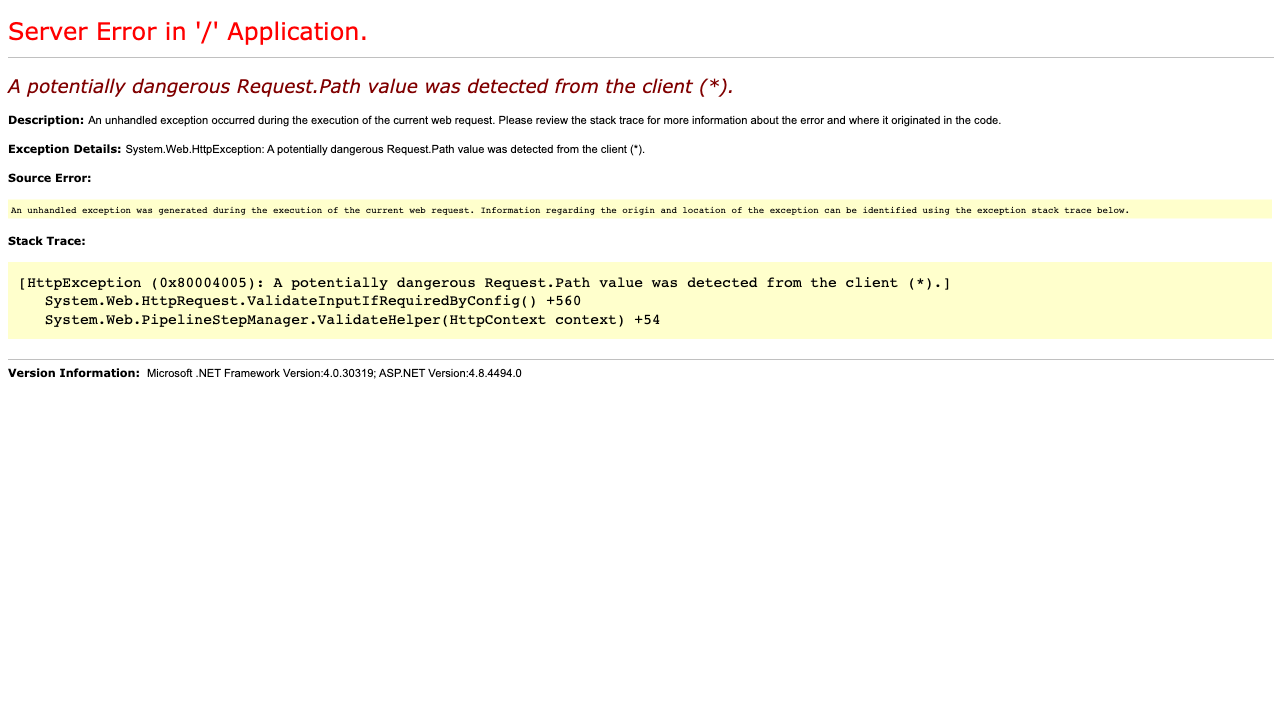 Server Error in '/' Application.
A potentially dangerous Request.Path value was detected from the client (*).
Description: An unhandled exception occurred during the execution of the current web request. Please review the stack trace for more information about the error and where it originated in the code.
Exception Details: System.Web.HttpException: A potentially dangerous Request.Path value was detected from the client (*).
Source Error:
An unhandled exception was generated during the execution of the current web request. Information regarding the origin and location of the exception can be identified using the exception stack trace below.
Stack Trace:
[HttpException (0x80004005): A potentially dangerous Request.Path value was detected from the client (*).]
   System.Web.HttpRequest.ValidateInputIfRequiredByConfig() +560
   System.Web.PipelineStepManager.ValidateHelper(HttpContext context) +54
Version Information: Microsoft .NET Framework Version:4.0.30319; ASP.NET Version:4.8.4494.0